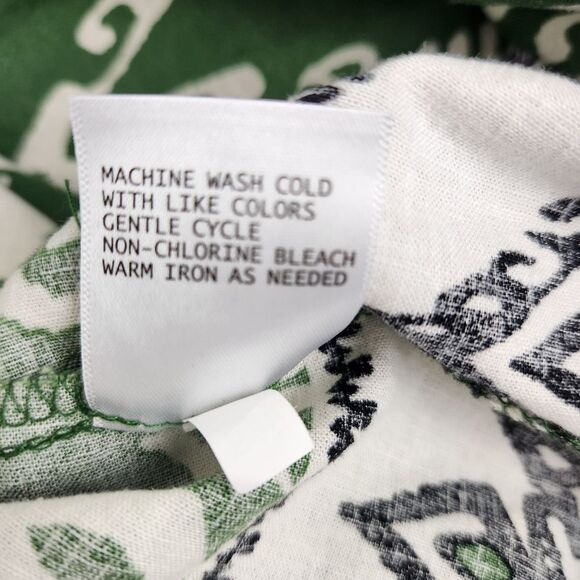 MACHINE WASH COLD
WITH LIKE COLORS
GENTLE CYCLE
NON-CHLORINE BLEACH
WARM IRON AS NEEDED